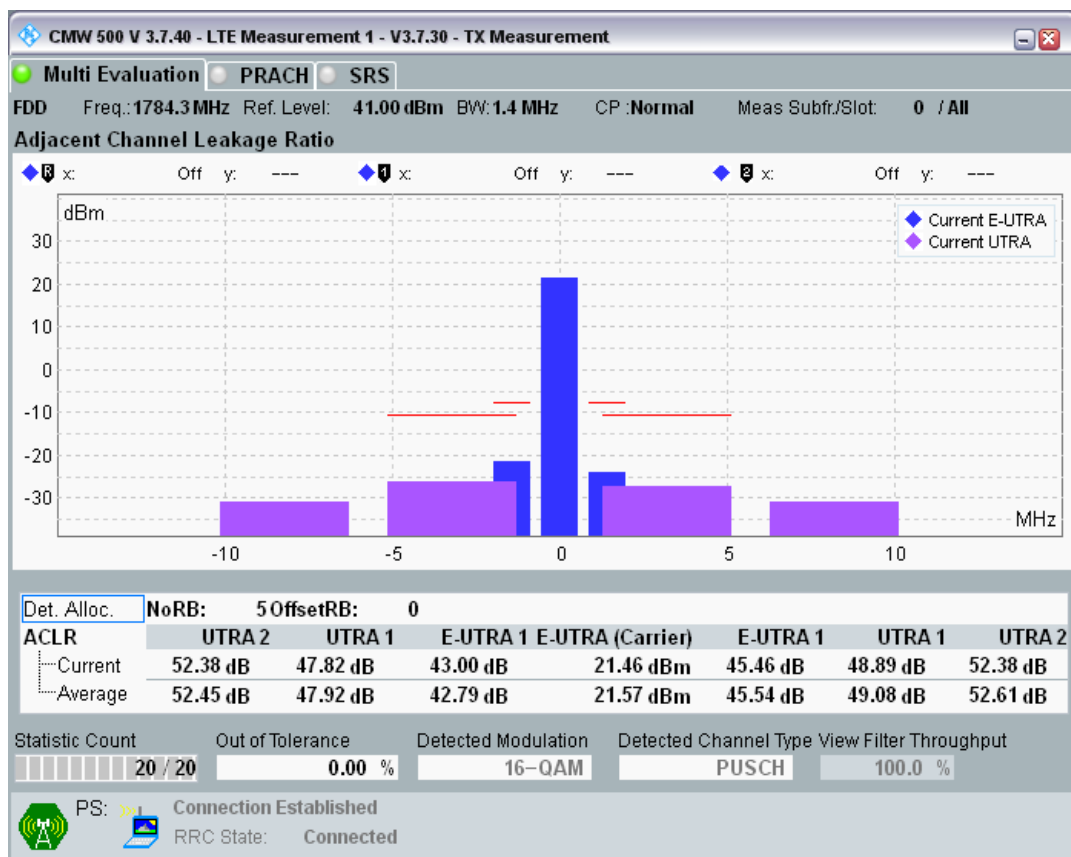 CMW 500 V 3.7.40 - LTE Measurement 1 - V3.7.30 - TX Measurement
Multi Evaluation PRACH SRS
FDD Freq.: 1784.3 MHz Ref. Level: 41.00 dBm BW: 1.4 MHz CP :Normal Meas Subfr./Slot: 0 / All
Adjacent Channel Leakage Ratio
R x: Off y: --- 1 x: Off y: --- 2 x: Off y: ---
dBm
Current E-UTRA
Current UTRA
30
20
10
0
-10
-20
-30
MHz
-10 -5 0 5 10
Det. Alloc. NoRB: 5 OffsetRB: 0
ACLR UTRA 2 UTRA 1 E-UTRA 1 E-UTRA (Carrier) E-UTRA 1 UTRA 1 UTRA 2
Current 52.38 dB 47.82 dB 43.00 dB 21.46 dBm 45.46 dB 48.89 dB 52.38 dB
Average 52.45 dB 47.92 dB 42.79 dB 21.57 dBm 45.54 dB 49.08 dB 52.61 dB
Statistic Count Out of Tolerance Detected Modulation Detected Channel Type View Filter Throughput
20 / 20 0.00 % 16-QAM PUSCH 100.0 %
PS: Connection Established
RRC State: Connected